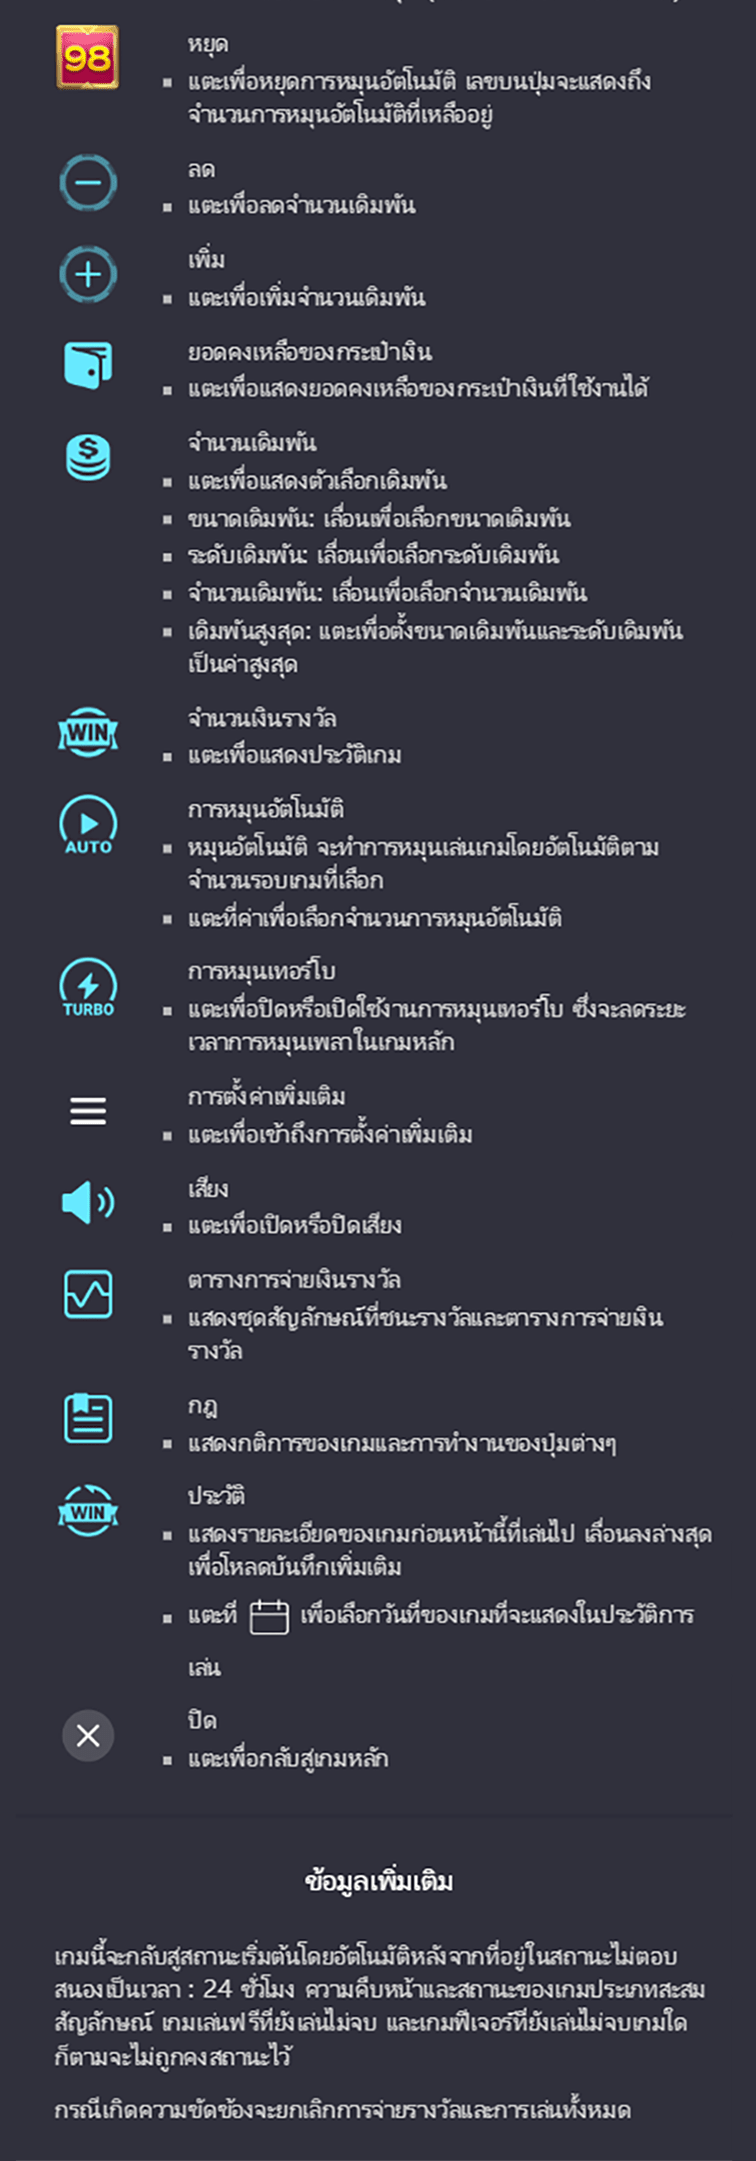 98
หยุด
▪ แตะเพื่อหยุดการหมุนอัตโนมัติ เลขบนปุ่มจะแสดงถึง
จำนวนการหมุนอัตโนมัติที่เหลืออยู่
ลด
▪ แตะเพื่อลดจำนวนเดิมพัน
เพิ่ม
▪ แตะเพื่อเพิ่มจำนวนเดิมพัน
ยอดคงเหลือของกระเป๋าเงิน
▪ แตะเพื่อแสดงยอดคงเหลือของกระเป๋าเงินที่ใช้งานได้
จำนวนเดิมพัน
▪ แตะเพื่อแสดงตัวเลือกเดิมพัน
▪ ขนาดเดิมพัน: เลื่อนเพื่อเลือกขนาดเดิมพัน
▪ ระดับเดิมพัน: เลื่อนเพื่อเลือกระดับเดิมพัน
▪ จำนวนเดิมพัน: เลื่อนเพื่อเลือกจำนวนเดิมพัน
▪ เดิมพันสูงสุด: แตะเพื่อตั้งขนาดเดิมพันและระดับเดิมพัน
เป็นค่าสูงสุด
WIN
จำนวนเงินรางวัล
▪ แตะเพื่อแสดงประวัติเกม
AUTO
การหมุนอัตโนมัติ
▪ หมุนอัตโนมัติ จะทำการหมุนเล่นเกมโดยอัตโนมัติตาม
จำนวนรอบเกมที่เลือก
▪ แตะที่ค่าเพื่อเลือกจำนวนการหมุนอัตโนมัติ
TURBO
การหมุนเทอร์โบ
▪ แตะเพื่อปิดหรือเปิดใช้งานการหมุนเทอร์โบ ซึ่งจะลดระยะ
เวลาการหมุนเพลาในเกมหลัก
การตั้งค่าเพิ่มเติม
▪ แตะเพื่อเข้าถึงการตั้งค่าเพิ่มเติม
เสียง
▪ แตะเพื่อเปิดหรือปิดเสียง
ตารางการจ่ายเงินรางวัล
▪ แสดงชุดสัญลักษณ์ที่ชนะรางวัลและตารางการจ่ายเงิน
รางวัล
กฎ
▪ แสดงกติการของเกมและการทำงานของปุ่มต่างๆ
WIN
ประวัติ
▪ แสดงรายละเอียดของเกมก่อนหน้านี้ที่เล่นไป เลื่อนลงล่างสุด
เพื่อโหลดบันทึกเพิ่มเติม
▪ แตะที่ เพื่อเลือกวันที่ของเกมที่จะแสดงในประวัติการ
เล่น
ปิด
▪ แตะเพื่อกลับสู่เกมหลัก
ข้อมูลเพิ่มเติม
เกมนี้จะกลับสู่สถานะเริ่มต้นโดยอัตโนมัติหลังจากที่อยู่ในสถานะไม่ตอบ
สนองเป็นเวลา : 24 ชั่วโมง ความคืบหน้าและสถานะของเกมประเภทสะสม
สัญลักษณ์ เกมเล่นฟรีที่ยังเล่นไม่จบ และเกมฟีเจอร์ที่ยังเล่นไม่จบเกมใด
ก็ตามจะไม่ถูกคงสถานะไว้
กรณีเกิดความขัดข้องจะยกเลิกการจ่ายรางวัลและการเล่นทั้งหมด